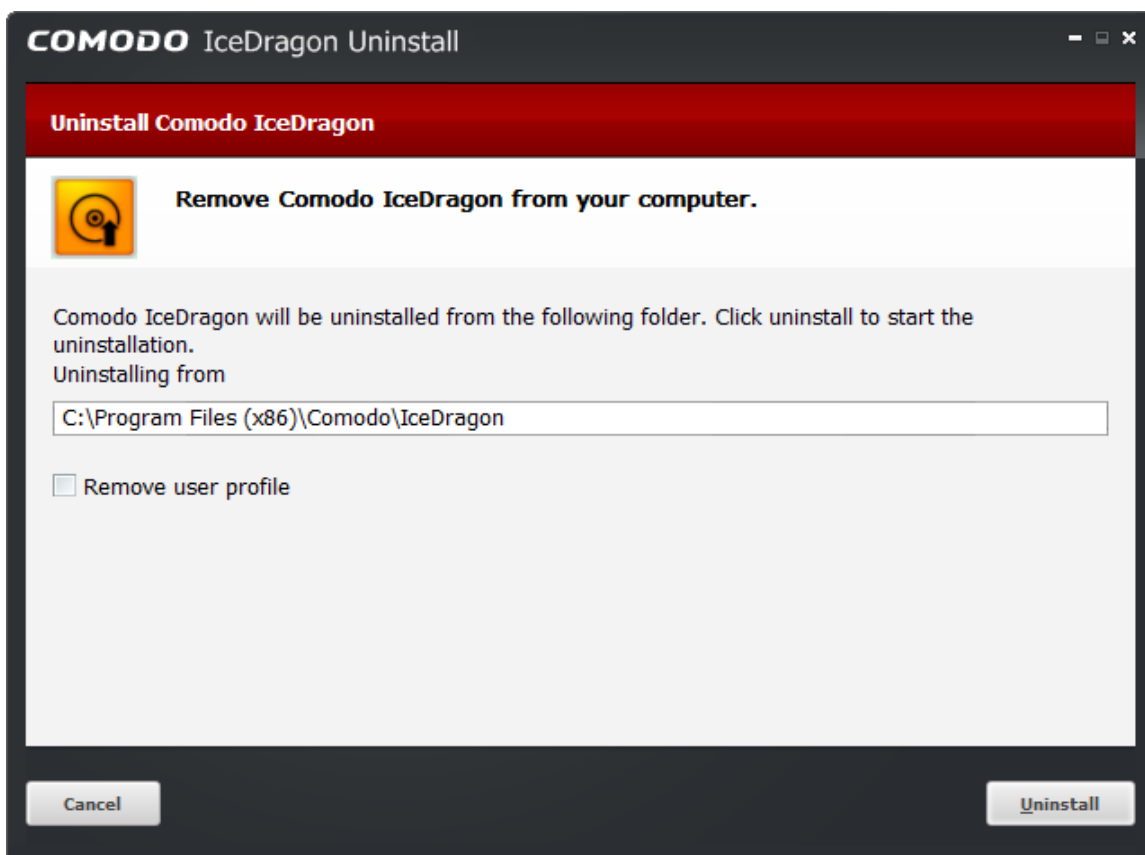 COMODO IceDragon Uninstall
Uninstall Comodo IceDragon
Remove Comodo IceDragon from your computer.
Comodo IceDragon will be uninstalled from the following folder. Click uninstall to start the
uninstallation.
Uninstalling from
C:\Program Files (x86)\Comodo\IceDragon
Remove user profile
Cancel
Uninstall